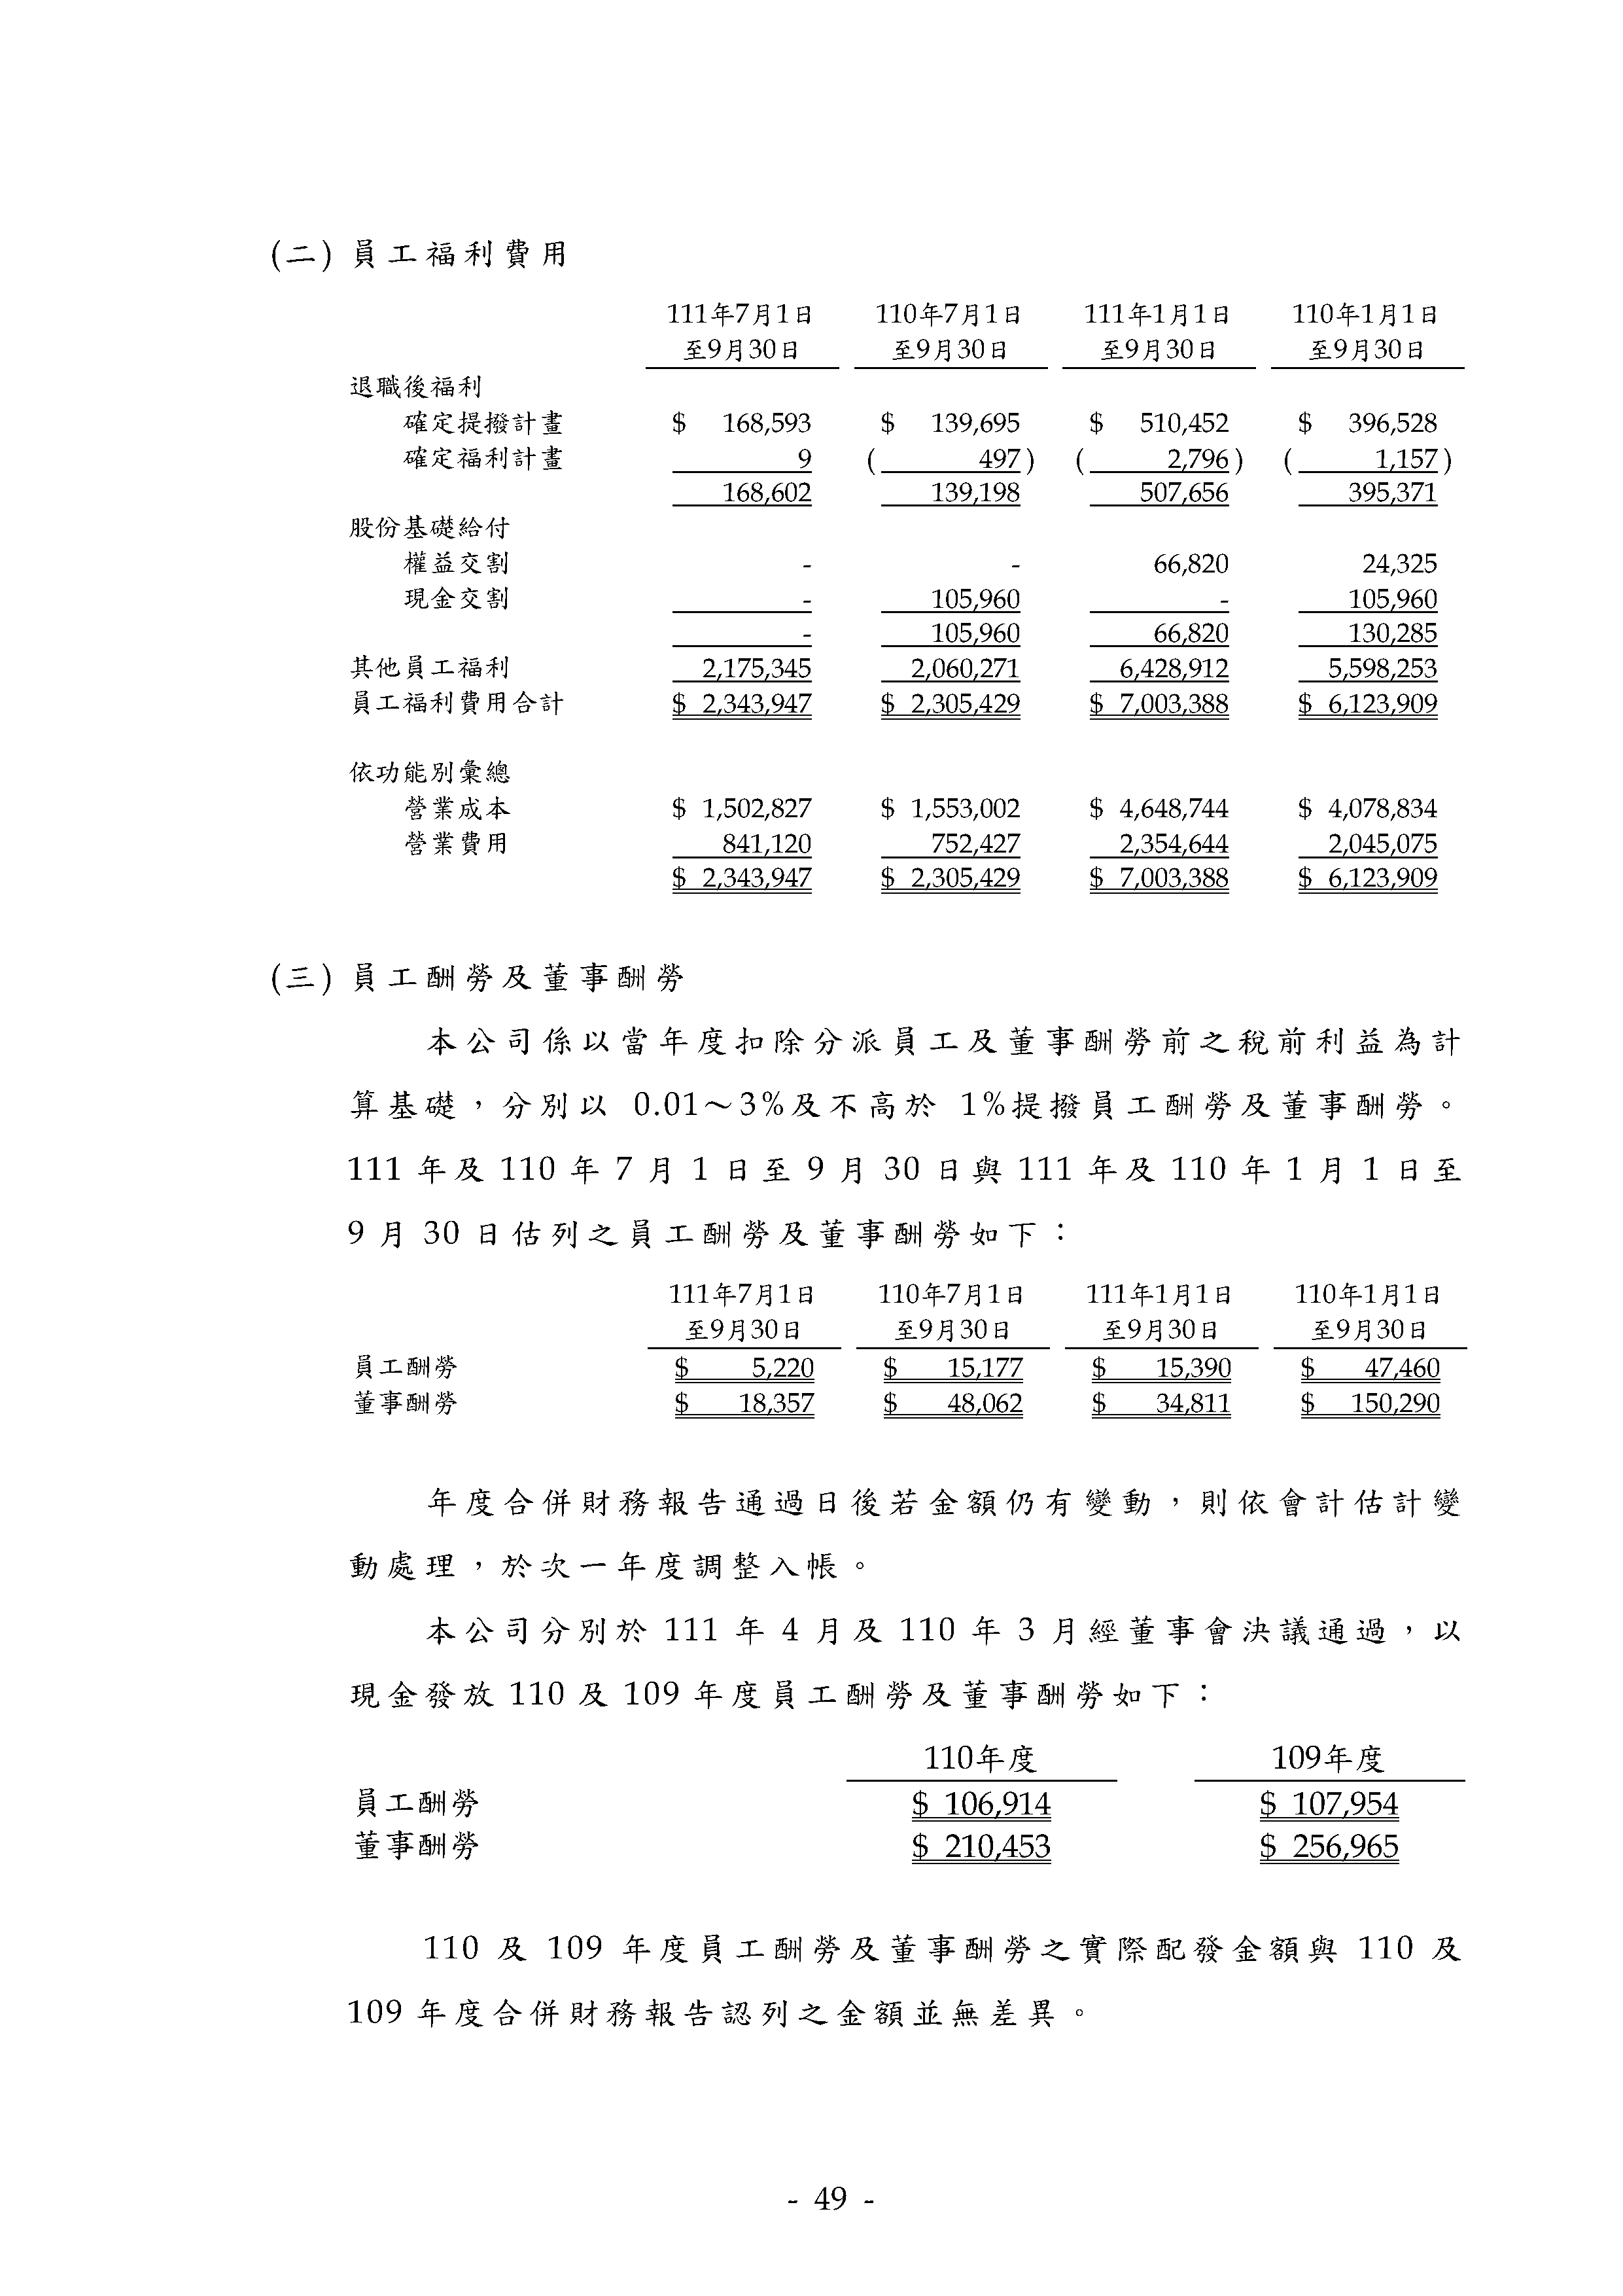 (二) 員工福利費用
111年7月1日 110年7月1日 111年1月1日 110年1月1日
至9月30日 至9月30日 至9月30日 至9月30日
退職後福利
確定提撥計畫 $ 168,593 $ 139,695 $ 510,452 $ 396,528
確定福利計畫 9 ( 497) ( 2,796) ( 1,157)
168,602 139,198 507,656 395,371
股份基礎給付
權益交割 - - 66,820 24,325
現金交割 - 105,960 - 105,960
- 105,960 66,820 130,285
其他員工福利 2,175,345 2,060,271 6,428,912 5,598,253
員工福利費用合計 $ 2,343,947 $ 2,305,429 $ 7,003,388 $ 6,123,909
依功能別彙總
營業成本 $ 1,502,827 $ 1,553,002 $ 4,648,744 $ 4,078,834
營業費用 841,120 752,427 2,354,644 2,045,075
$ 2,343,947 $ 2,305,429 $ 7,003,388 $ 6,123,909
(三) 員工酬勞及董事酬勞
本公司係以當年度扣除分派員工及董事酬勞前之稅前利益為計
算基礎，分別以 0.01～3%及不高於 1%提撥員工酬勞及董事酬勞。
111 年及 110 年 7 月 1 日至 9 月 30 日與 111 年及 110 年 1 月 1 日至
9 月 30 日估列之員工酬勞及董事酬勞如下：
111年7月1日 110年7月1日 111年1月1日 110年1月1日
至9月30日 至9月30日 至9月30日 至9月30日
員工酬勞 $ 5,220 $ 15,177 $ 15,390 $ 47,460
董事酬勞 $ 18,357 $ 48,062 $ 34,811 $ 150,290
年度合併財務報告通過日後若金額仍有變動，則依會計估計變
動處理，於次一年度調整入帳。
本公司分別於 111 年 4 月及 110 年 3 月經董事會決議通過，以
現金發放 110 及 109 年度員工酬勞及董事酬勞如下：
110年度 109年度
員工酬勞 $ 106,914 $ 107,954
董事酬勞 $ 210,453 $ 256,965
110 及 109 年度員工酬勞及董事酬勞之實際配發金額與 110 及
109 年度合併財務報告認列之金額並無差異。
- 49 -